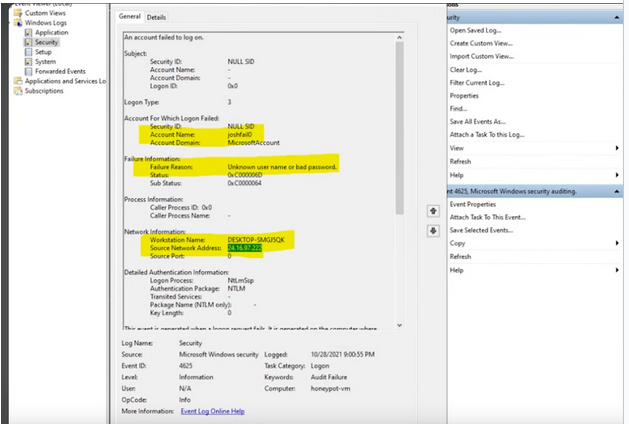 Custom Views
Windows Logs
Application
Security
Setup
System
Forwarded Events
Applications and Services Lo
Subscriptions
General Details
An account failed to log on.
Subject:
Security ID: NULL SID
Account Name: -
Account Domain: -
Logon ID: 0x0
Logon Type: 3
Account For Which Logon Failed:
Security ID: NULL SID
Account Name: joshfail0
Account Domain: MicrosoftAccount
Failure Information:
Failure Reason: Unknown user name or bad password.
Status: 0xC000006D
Sub Status: 0xC0000064
Process Information:
Caller Process ID: 0x0
Caller Process Name: -
Network Information:
Workstation Name: DESKTOP-SMGJ5QK
Source Network Address:
Source Port: 0
Detailed Authentication Information:
Logon Process: NtLmSsp
Authentication Package: NTLM
Transited Services: -
Package Name (NTLM only): -
Key Length: 0
This event is generated when a logon request fails. It is generated on the computer where
Log Name: Security
Source: Microsoft Windows security Logged: 10/28/2021 9:00:55 PM
Event ID: 4625 Task Category: Logon
Level: Information Keywords: Audit Failure
User: N/A Computer: honeypot-vm
OpCode: Info
More Information: Event Log Online Help
urity
Open Saved Log...
Create Custom View...
Import Custom View...
Clear Log...
Filter Current Log...
Properties
Find...
Save All Events As...
Attach a Task To this Log...
View
Refresh
Help
nt 4625, Microsoft Windows security auditing.
Event Properties
Attach Task To This Event...
Save Selected Events...
Copy
Refresh
Help